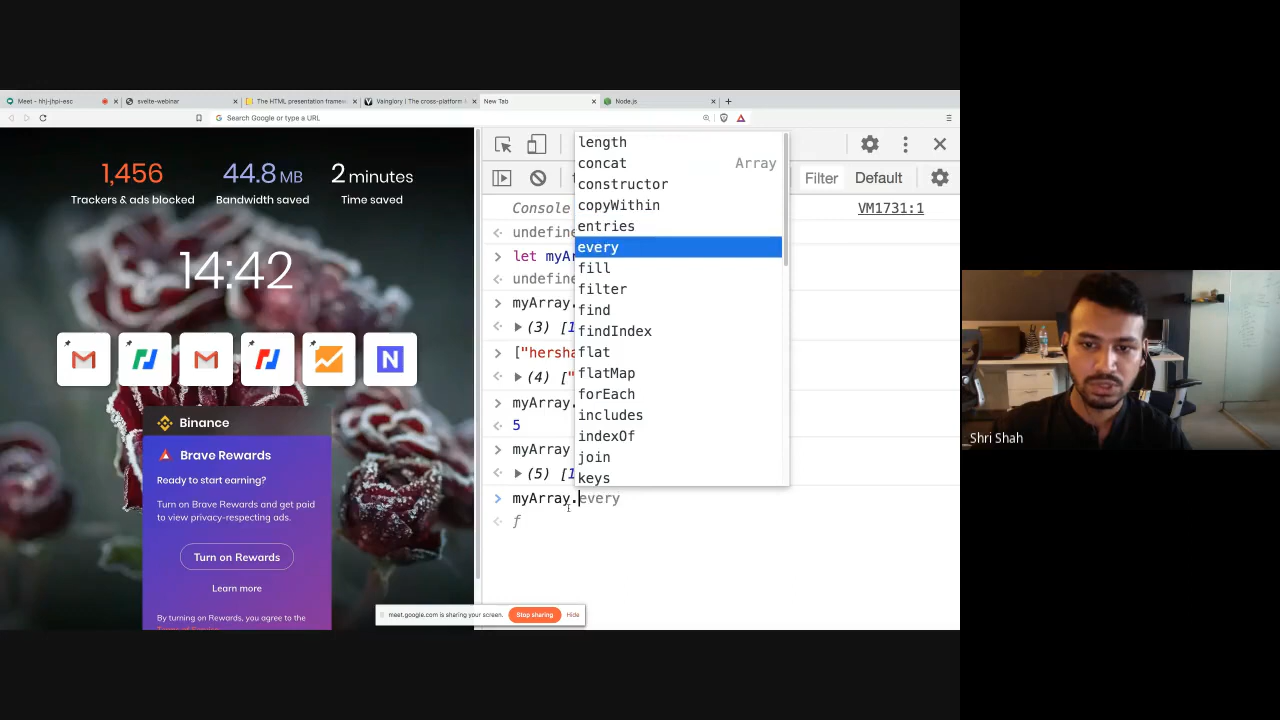 Meet - hhj-jhpi-esc
svelte-webinar
The HTML presentation framew
Vainglory | The cross-platform
New Tab
Node.js
Search Google or type a URL
1,456
Trackers & ads blocked
44.8 MB
Bandwidth saved
2 minutes
Time saved
14:42
N
Binance
Brave Rewards
Ready to start earning?
Turn on Brave Rewards and get paid
to view privacy-respecting ads.
Turn on Rewards
Learn more
By turning on Rewards, you agree to the
Terms of Service
Filter
Default
Console
VM1731:1
undefine
let myAr
undefine
myArray.
(3) [1
["hersha
(4) ["
myArray.
5
myArray
(5) [1
myArray.every
f
length
concat Array
constructor
copyWithin
entries
every
fill
filter
find
findIndex
flat
flatMap
forEach
includes
indexOf
join
keys
meet.google.com is sharing your screen.
Stop sharing
Hide
Shri Shah